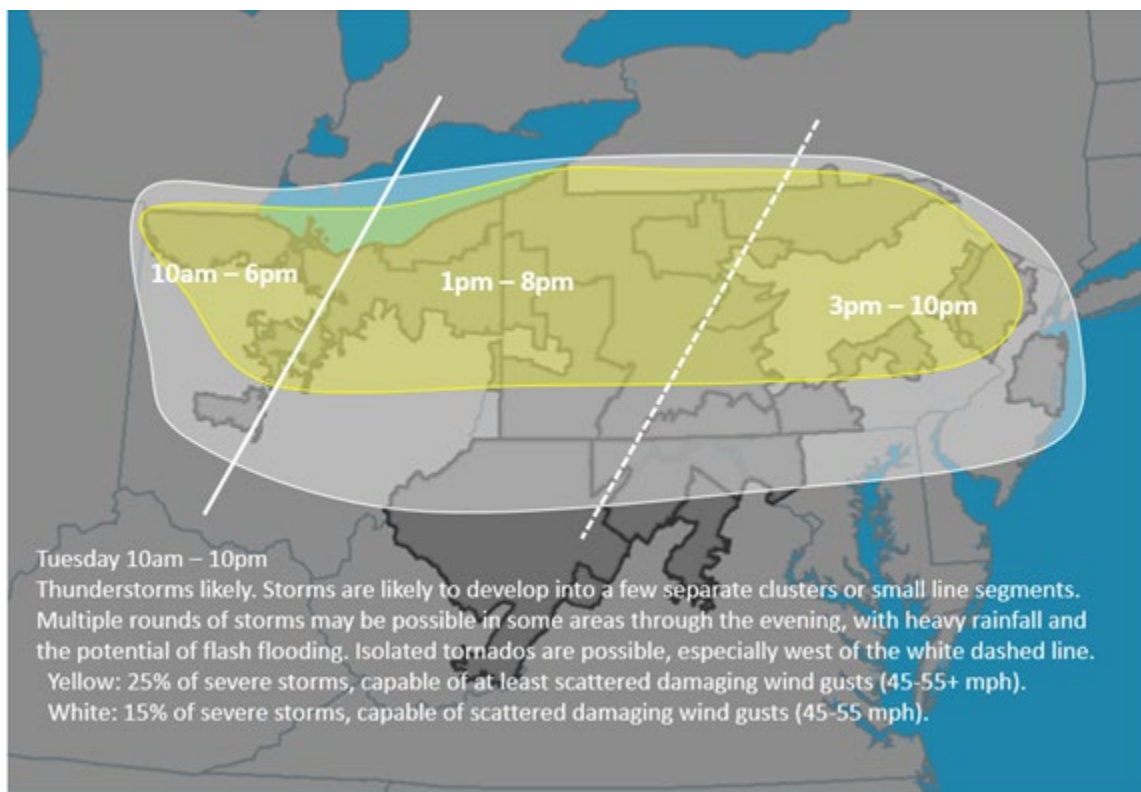 10am – 6pm
1pm – 8pm
3pm – 10pm
Tuesday 10am – 10pm
Thunderstorms likely. Storms are likely to develop into a few separate clusters or small line segments.
Multiple rounds of storms may be possible in some areas through the evening, with heavy rainfall and
the potential of flash flooding. Isolated tornados are possible, especially west of the white dashed line.
Yellow: 25% of severe storms, capable of at least scattered damaging wind gusts (45-55+ mph).
White: 15% of severe storms, capable of scattered damaging wind gusts (45-55 mph).